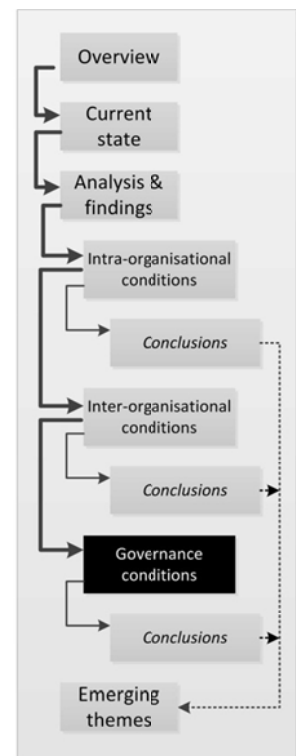 Overview
Current
state
Analysis &
findings
Intra-organisational
conditions
Conclusions
Inter-organisational
conditions
Conclusions
Governance
conditions
Conclusions
Emerging
themes